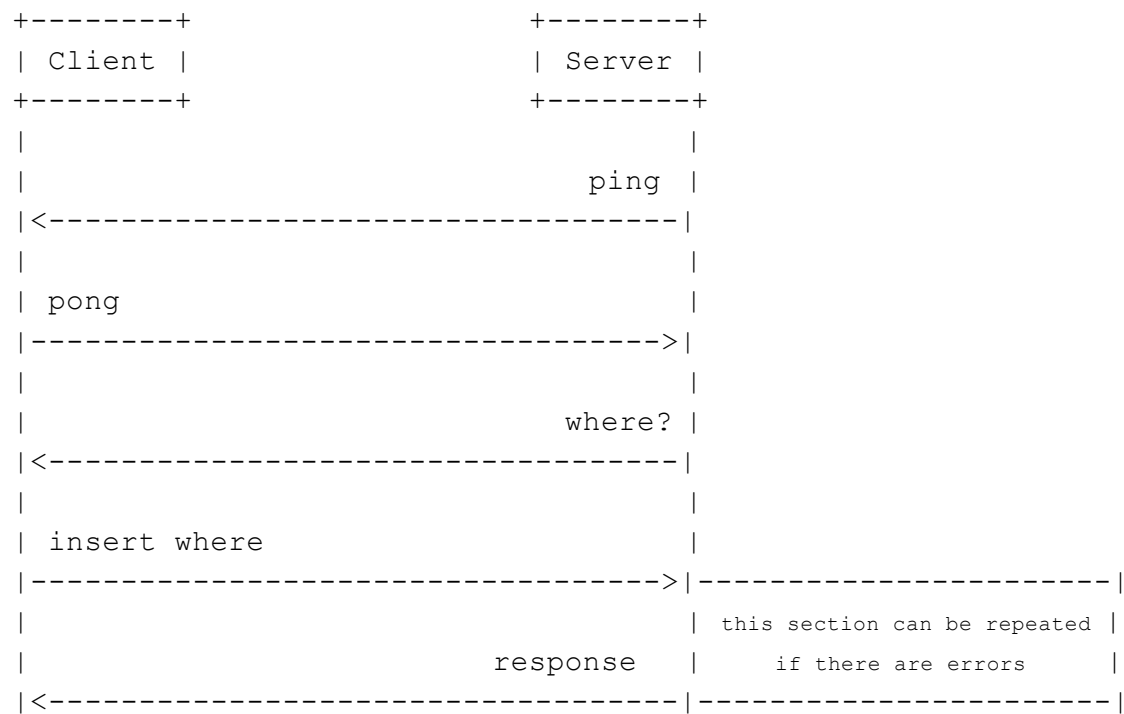 Client Server
ping
pong
where?
insert where
this section can be repeated
response if there are errors